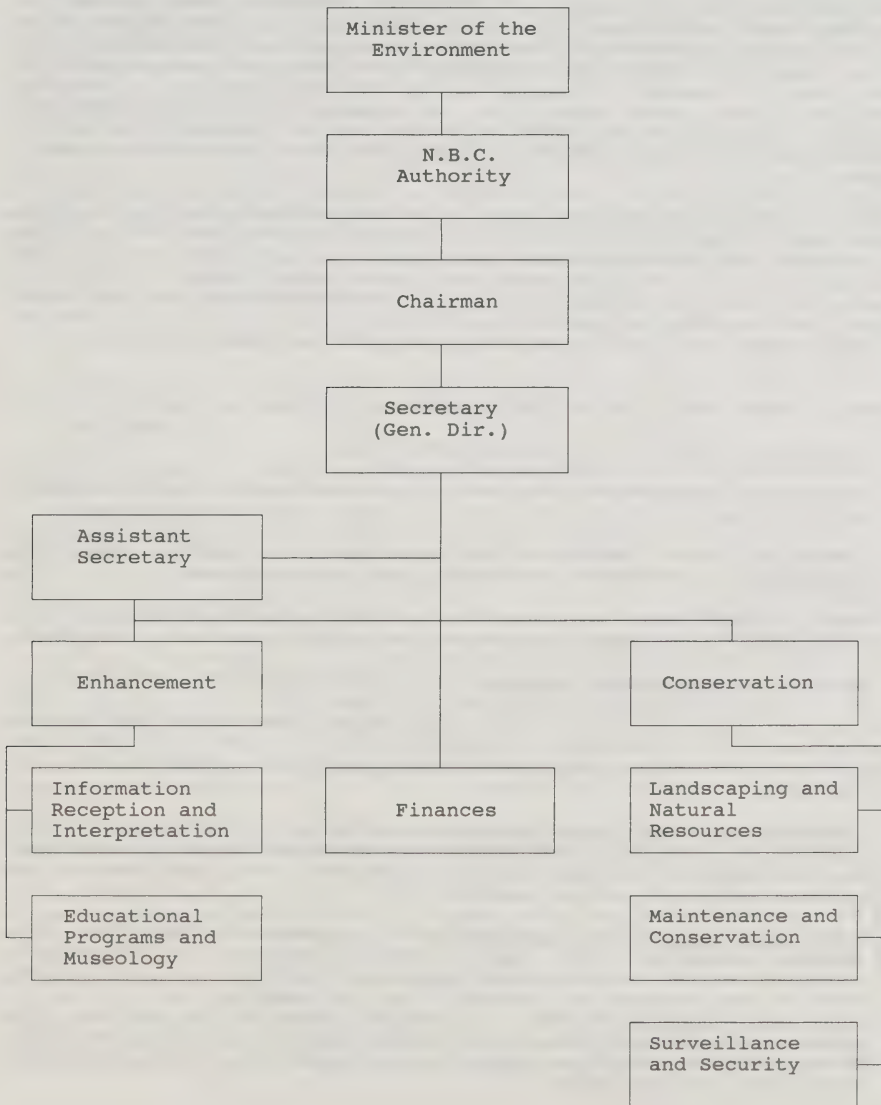 Minister of the
Environment
N.B.C.
Authority
Chairman
Secretary
(Gen. Dir.)
Assistant
Secretary
Enhancement
Conservation
Information
Reception and
Interpretation
Finances
Landscaping and
Natural
Resources
Educational
Programs and
Museology
Maintenance and
Conservation
Surveillance
and Security